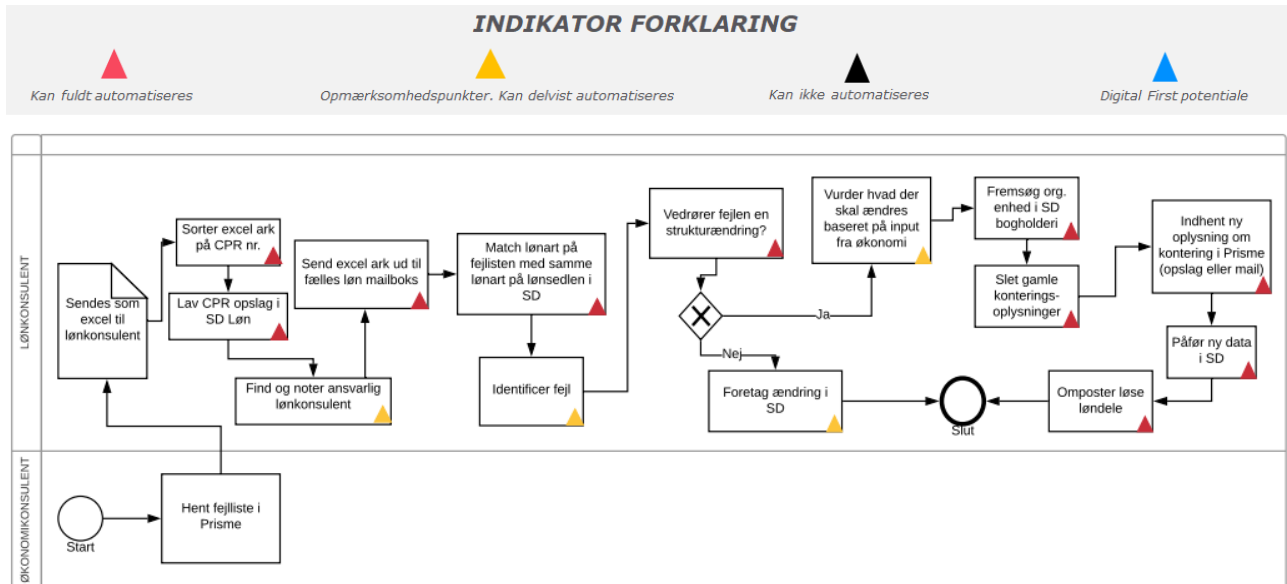 INDIKATOR FORKLARING
Kan fuldt automatiseres
Opmærksomhedspunkter. Kan delvist automatiseres
Kan ikke automatiseres
Digital First potentiale
LØNKONSULENT
Sendes som
excel til
lønkonsulent
Sorter excel ark
på CPR nr.
Lav CPR opslag i
SD Løn
Find og noter ansvarlig
lønkonsulent
Send excel ark ud til
fælles løn mailboks
Match lønart på
fejllisten med samme
lønart på lønsedlen i
SD
Identificer fejl
Vedrører fejlen en
strukturændring?
Ja
Nej
Vurder hvad der
skal ændres
baseret på input
fra økonomi
Foretag ændring i
SD
Fremsøg org.
enhed i SD
bogholderi
Slet gamle
konterings-
oplysninger
Indhent ny
oplysning om
kontering i Prisme
(opslag eller mail)
Påfør ny data
i SD
Omposter løse
løndele
Slut
ØKONOMIKONSULENT
Start
Hent fejlliste i
Prisme